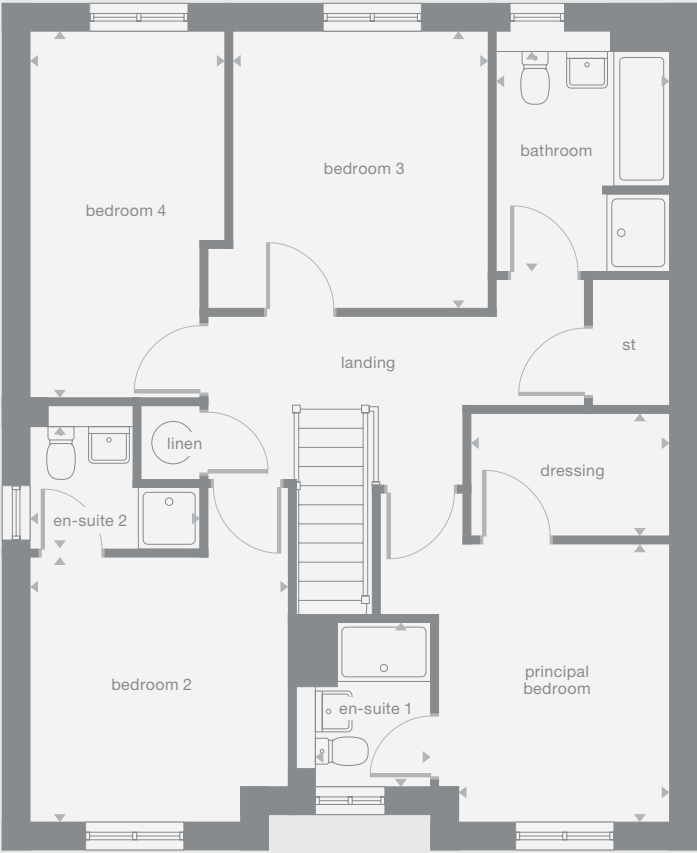 bedroom 3
bathroom
bedroom 4
st
landing
linen
dressing
en-suite 2
principal
bedroom
bedroom 2
en-suite 1